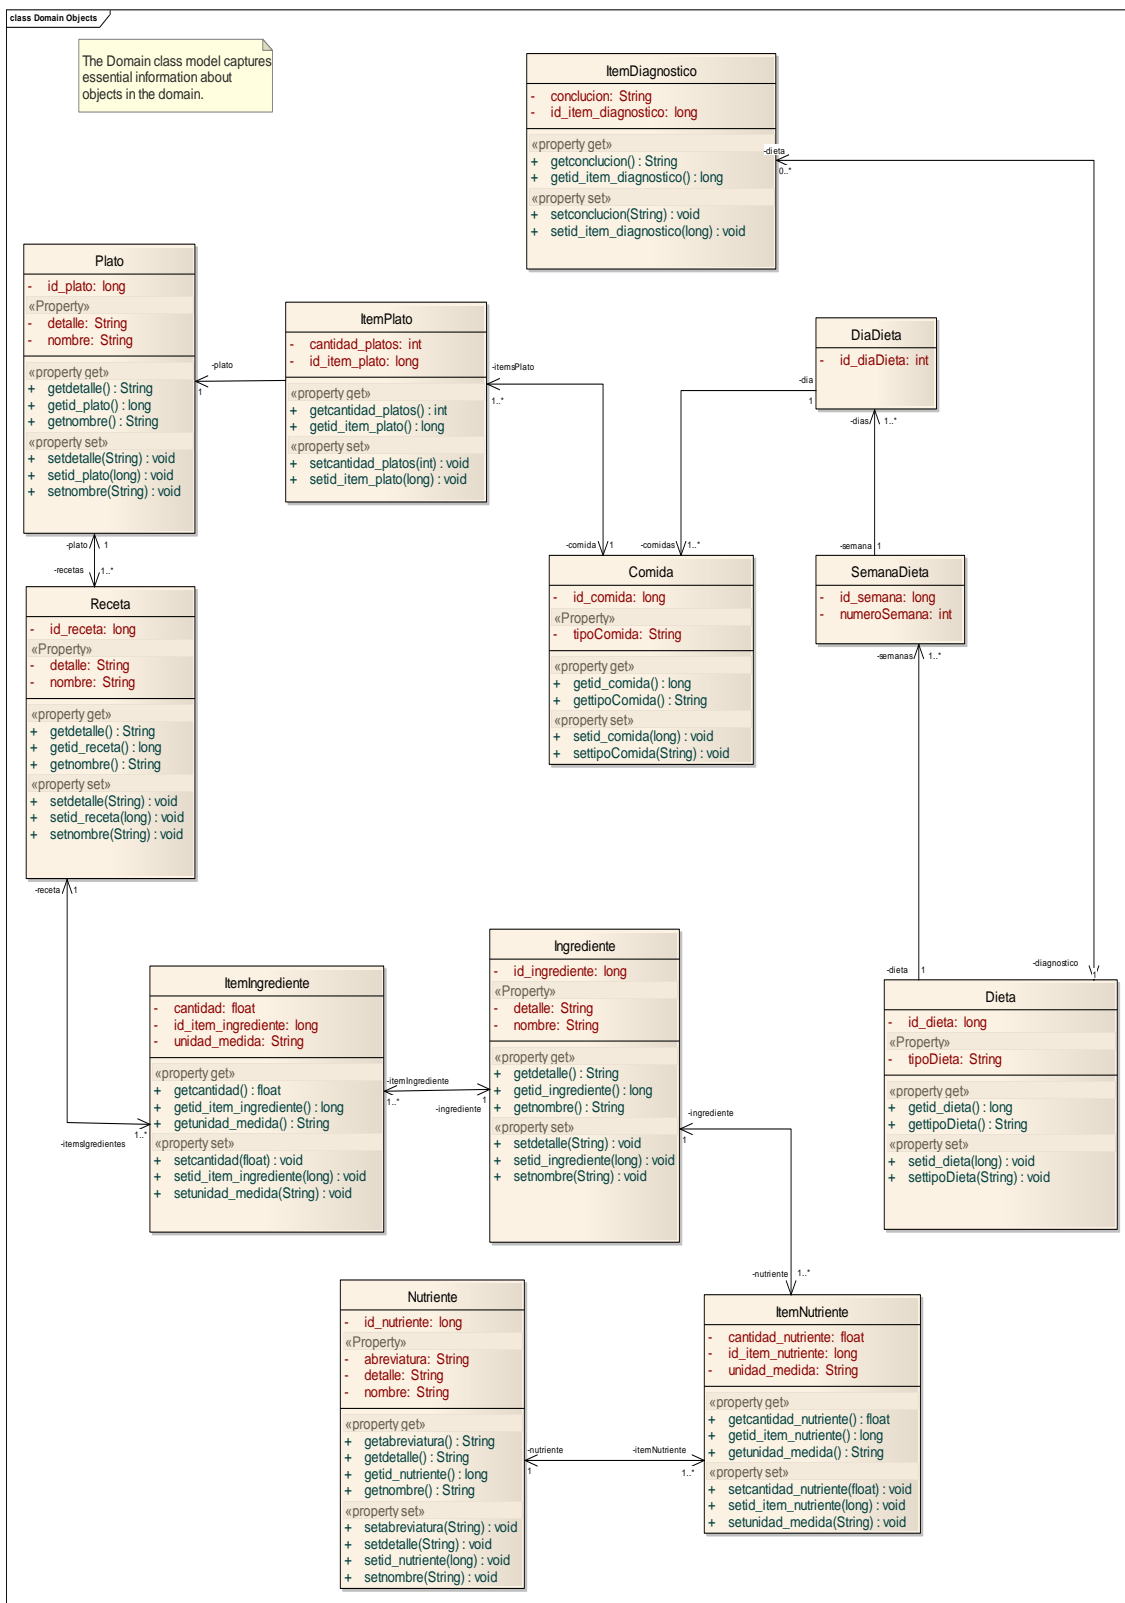 class Domain Objects
The Domain class model captures
essential information about
objects in the domain.
ItemDiagnostico
- conclucion: String
- id_item_diagnostico: long
«property get»
+ getconclucion() : String
+ getid_item_diagnostico() : long
«property set»
+ setconclucion(String) : void
+ setid_item_diagnostico(long) : void
-dieta
0..*
Plato
- id_plato: long
«Property»
- detalle: String
- nombre: String
«property get»
+ getdetalle() : String
+ getid_plato() : long
+ getnombre() : String
«property set»
+ setdetalle(String) : void
+ setid_plato(long) : void
+ setnombre(String) : void
-plato
1
ItemPlato
- cantidad_platos: int
- id_item_plato: long
«property get»
+ getcantidad_platos() : int
+ getid_item_plato() : long
«property set»
+ setcantidad_platos(int) : void
+ setid_item_plato(long) : void
-itemsPlato
1..*
DiaDieta
- id_diaDieta: int
-dia
1
-dias
1..*
-plato
1
-recetas
1..*
-comida
1
-comidas
1..*
-semana
1
Receta
- id_receta: long
«Property»
- detalle: String
- nombre: String
«property get»
+ getdetalle() : String
+ getid_receta() : long
+ getnombre() : String
«property set»
+ setdetalle(String) : void
+ setid_receta(long) : void
+ setnombre(String) : void
Comida
- id_comida: long
«Property»
- tipoComida: String
«property get»
+ getid_comida() : long
+ gettipoComida() : String
«property set»
+ setid_comida(long) : void
+ settipoComida(String) : void
SemanaDieta
- id_semana: long
- numeroSemana: int
-semanas
1..*
-receta
1
-itemsIgredientes
1..*
ItemIngrediente
- cantidad: float
- id_item_ingrediente: long
- unidad_medida: String
«property get»
+ getcantidad() : float
+ getid_item_ingrediente() : long
+ getunidad_medida() : String
«property set»
+ setcantidad(float) : void
+ setid_item_ingrediente(long) : void
+ setunidad_medida(String) : void
-itemIngrediente
1..*
-ingrediente
1
Ingrediente
- id_ingrediente: long
«Property»
- detalle: String
- nombre: String
«property get»
+ getdetalle() : String
+ getid_ingrediente() : long
+ getnombre() : String
«property set»
+ setdetalle(String) : void
+ setid_ingrediente(long) : void
+ setnombre(String) : void
-ingrediente
1
-dieta
1
-diagnostico
1
Dieta
- id_dieta: long
«Property»
- tipoDieta: String
«property get»
+ getid_dieta() : long
+ gettipoDieta() : String
«property set»
+ setid_dieta(long) : void
+ settipoDieta(String) : void
-nutriente
1..*
Nutriente
- id_nutriente: long
«Property»
- abreviatura: String
- detalle: String
- nombre: String
«property get»
+ getabreviatura() : String
+ getdetalle() : String
+ getid_nutriente() : long
+ getnombre() : String
«property set»
+ setabreviatura(String) : void
+ setdetalle(String) : void
+ setid_nutriente(long) : void
+ setnombre(String) : void
-nutriente
1
-itemNutriente
1..*
ItemNutriente
- cantidad_nutriente: float
- id_item_nutriente: long
- unidad_medida: String
«property get»
+ getcantidad_nutriente() : float
+ getid_item_nutriente() : long
+ getunidad_medida() : String
«property set»
+ setcantidad_nutriente(float) : void
+ setid_item_nutriente(long) : void
+ setunidad_medida(String) : void